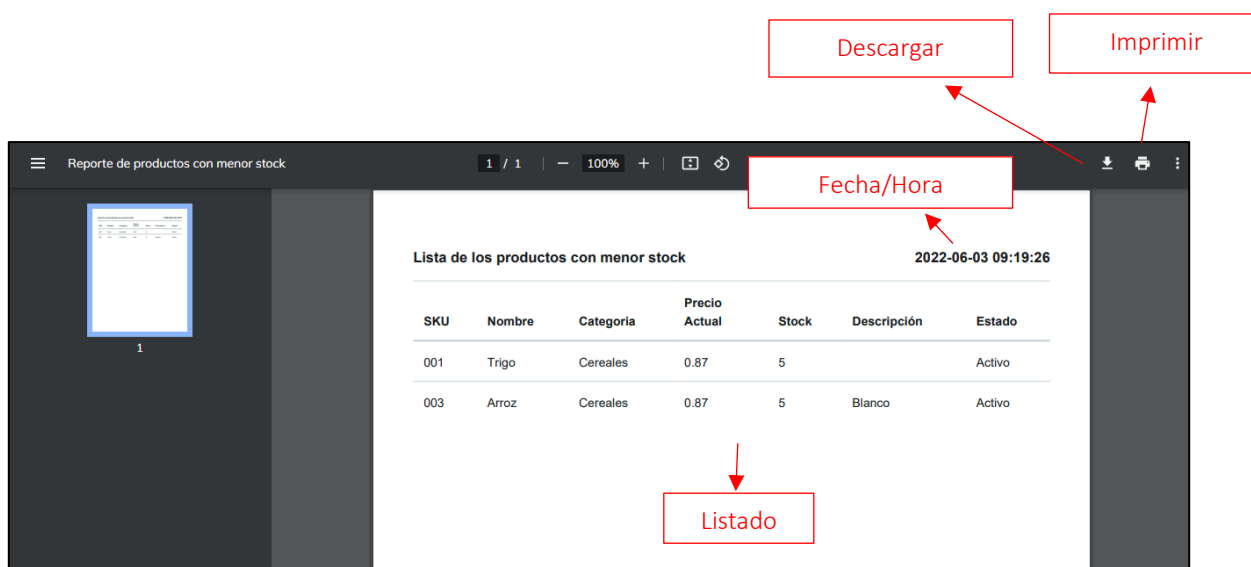 Descargar
Imprimir
Reporte de productos con menor stock
1 / 1
100%
Fecha/Hora
Lista de los productos con menor stock 2022-06-03 09:19:26
SKU Nombre Categoria Precio Actual Stock Descripción Estado
001 Trigo Cereales 0.87 5 Activo
003 Arroz Cereales 0.87 5 Blanco Activo
1
Listado